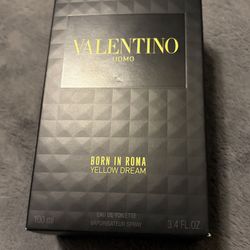 VALENTINO
UOMO
BORN IN ROMA
YELLOW DREAM
EAU DE TOILETTE
VAPORISATEUR SPRAY
100 ml
3.4 FL.OZ